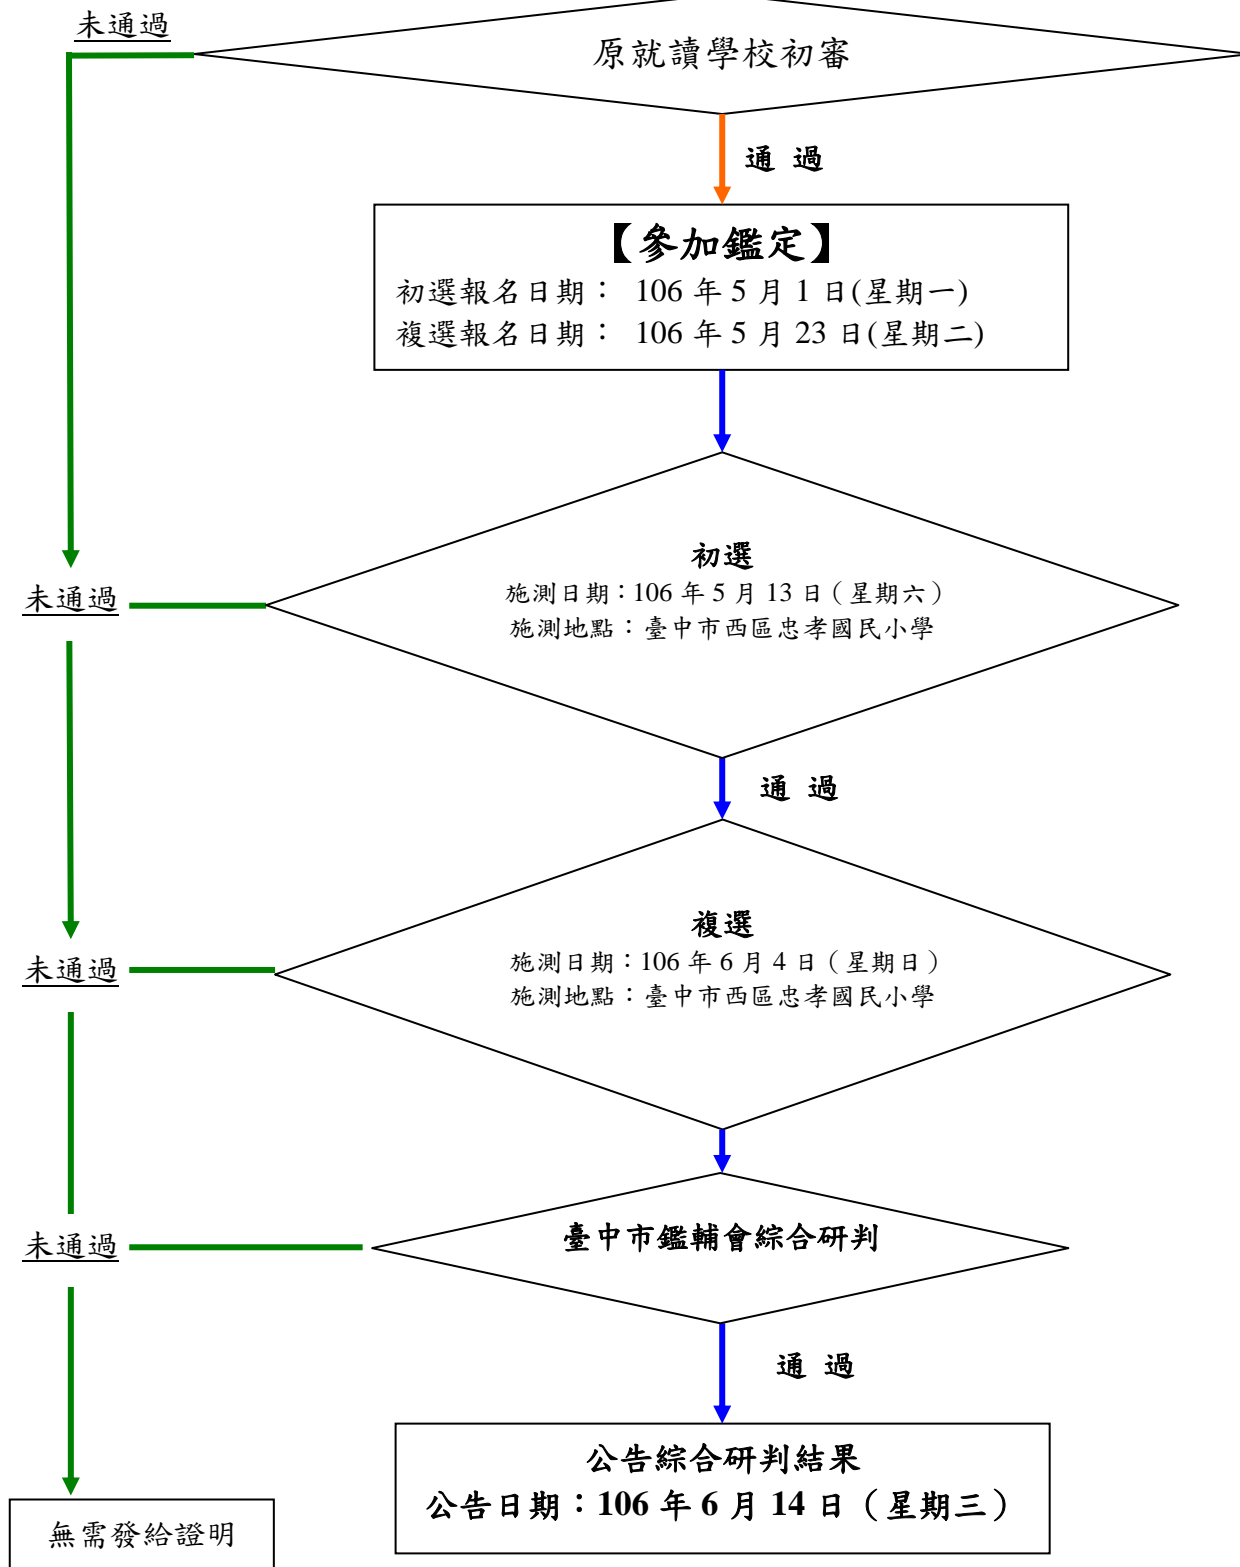 未通過
原就讀學校初審
通 過
【參加鑑定】
初選報名日期： 106 年 5 月 1 日(星期一)
複選報名日期： 106 年 5 月 23 日(星期二)
初選
施測日期：106 年 5 月 13 日（星期六）
施測地點：臺中市西區忠孝國民小學
未通過
通 過
複選
施測日期：106 年 6 月 4 日（星期日）
施測地點：臺中市西區忠孝國民小學
未通過
臺中市鑑輔會綜合研判
未通過
通 過
公告綜合研判結果
公告日期：106 年 6 月 14 日（星期三）
無需發給證明